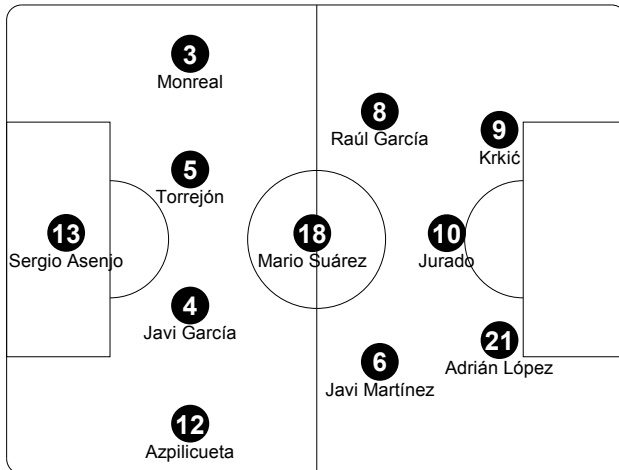 3
Monreal
8
Raúl García
9
Krkić
5
Torrejón
13
Sergio Asenjo
18
Mario Suárez
10
Jurado
4
Javi García
21
Adrián López
6
Javi Martínez
12
Azpilicueta